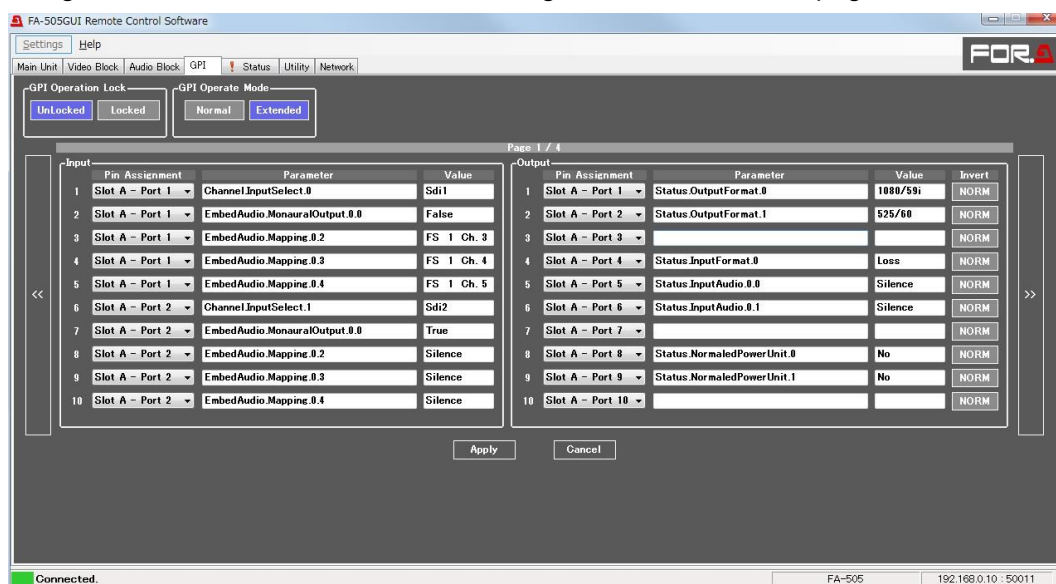 FA-505GUI Remote Control Software
Settings Help
FOR.A
Main Unit Video Block Audio Block GPI ! Status Utility Network
GPI Operation Lock GPI Operate Mode
UnLocked Locked Normal Extended
Page 1 / 4
Input Output
Pin Assignment Parameter Value Pin Assignment Parameter Value Invert
1 Slot A - Port 1 Channel.InputSelect.0 Sdi1 1 Slot A - Port 1 Status.OutputFormat.0 1080/59i NORM
2 Slot A - Port 1 EmbedAudio.MonauralOutput.0.0 False 2 Slot A - Port 2 Status.OutputFormat.1 525/60 NORM
3 Slot A - Port 1 EmbedAudio.Mapping.0.2 FS 1 Ch. 3 3 Slot A - Port 3 NORM
4 Slot A - Port 1 EmbedAudio.Mapping.0.3 FS 1 Ch. 4 4 Slot A - Port 4 Status.InputFormat.0 Loss NORM
5 Slot A - Port 1 EmbedAudio.Mapping.0.4 FS 1 Ch. 5 5 Slot A - Port 5 Status.InputAudio.0.0 Silence NORM
<< >>
6 Slot A - Port 2 Channel.InputSelect.1 Sdi2 6 Slot A - Port 6 Status.InputAudio.0.1 Silence NORM
7 Slot A - Port 2 EmbedAudio.MonauralOutput.0.0 True 7 Slot A - Port 7 NORM
8 Slot A - Port 2 EmbedAudio.Mapping.0.2 Silence 8 Slot A - Port 8 Status.NormaledPowerUnit.0 No NORM
9 Slot A - Port 2 EmbedAudio.Mapping.0.3 Silence 9 Slot A - Port 9 Status.NormaledPowerUnit.1 No NORM
10 Slot A - Port 2 EmbedAudio.Mapping.0.4 Silence 10 Slot A - Port 10 NORM
Apply Cancel
Connected. FA-505 192.168.0.10 : 50011